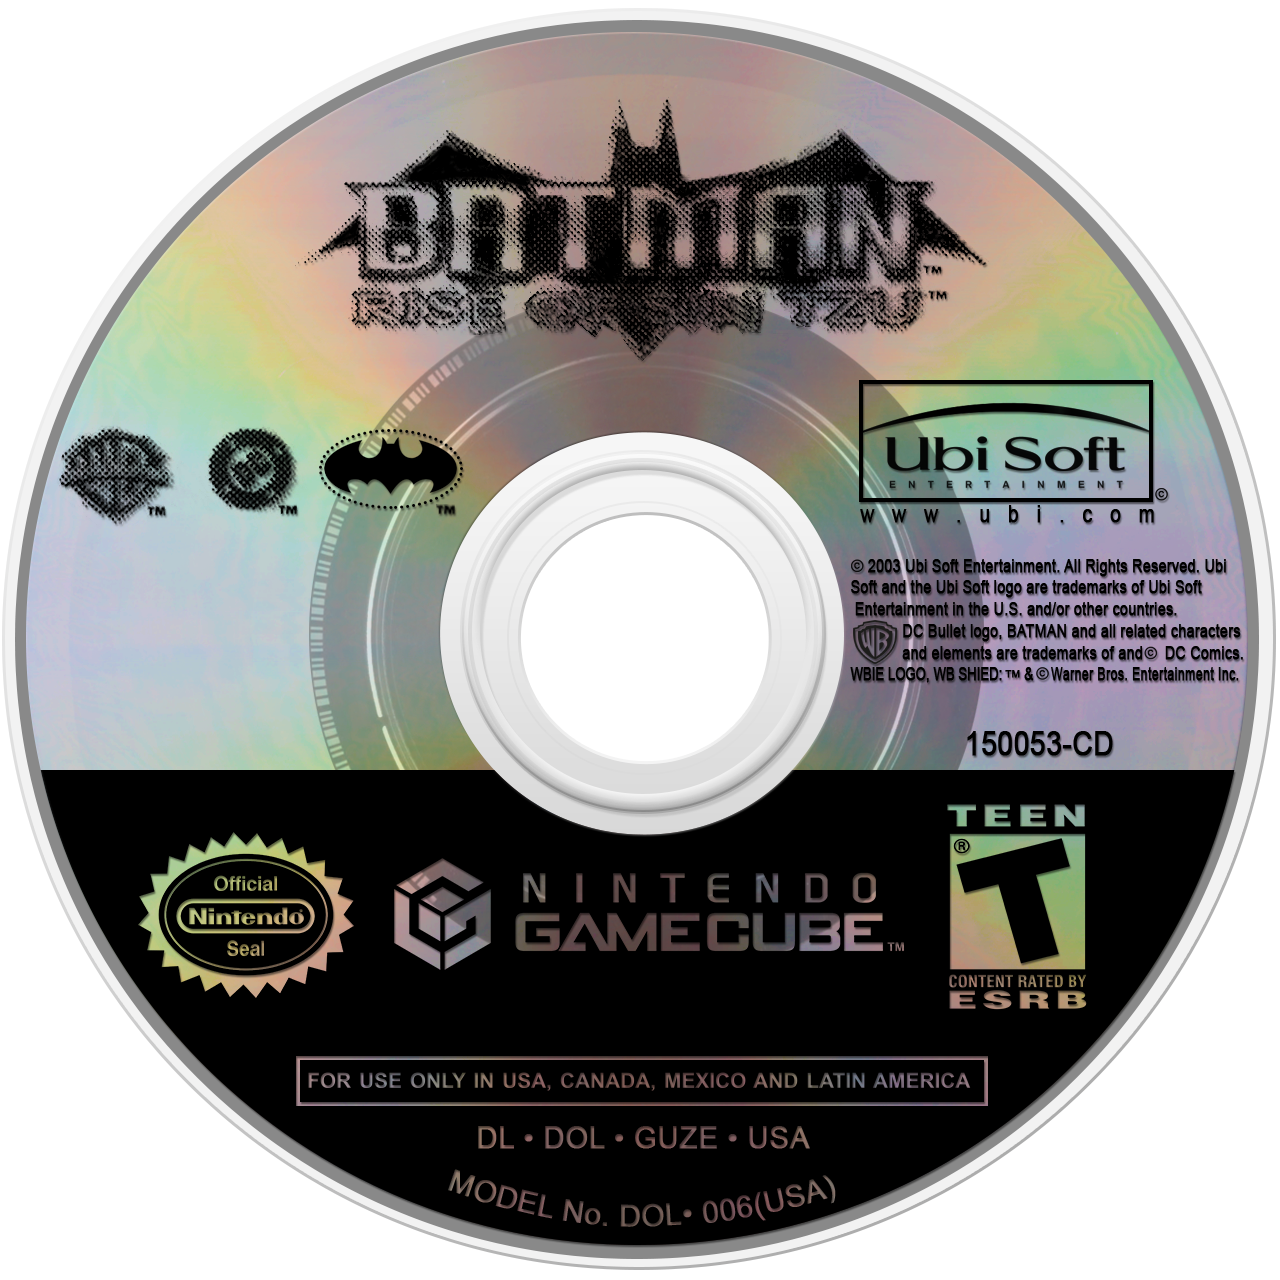 BATMAN™
RISE OF SIN TZU™
WB™
DC™
™
Ubi Soft
ENTERTAINMENT
©
www.ubi.com
© 2003 Ubi Soft Entertainment. All Rights Reserved. Ubi
Soft and the Ubi Soft logo are trademarks of Ubi Soft
Entertainment in the U.S. and/or other countries.
WB
DC Bullet logo, BATMAN and all related characters
and elements are trademarks of and© DC Comics.
WBIE LOGO, WB SHIED: ™ & © Warner Bros. Entertainment Inc.
150053-CD
Official
Nintendo®
Seal
NINTENDO
GAMECUBE™
TEEN
®
T
CONTENT RATED BY
ESRB
FOR USE ONLY IN USA, CANADA, MEXICO AND LATIN AMERICA
DL • DOL • GUZE • USA
MODEL No. DOL• 006(USA)